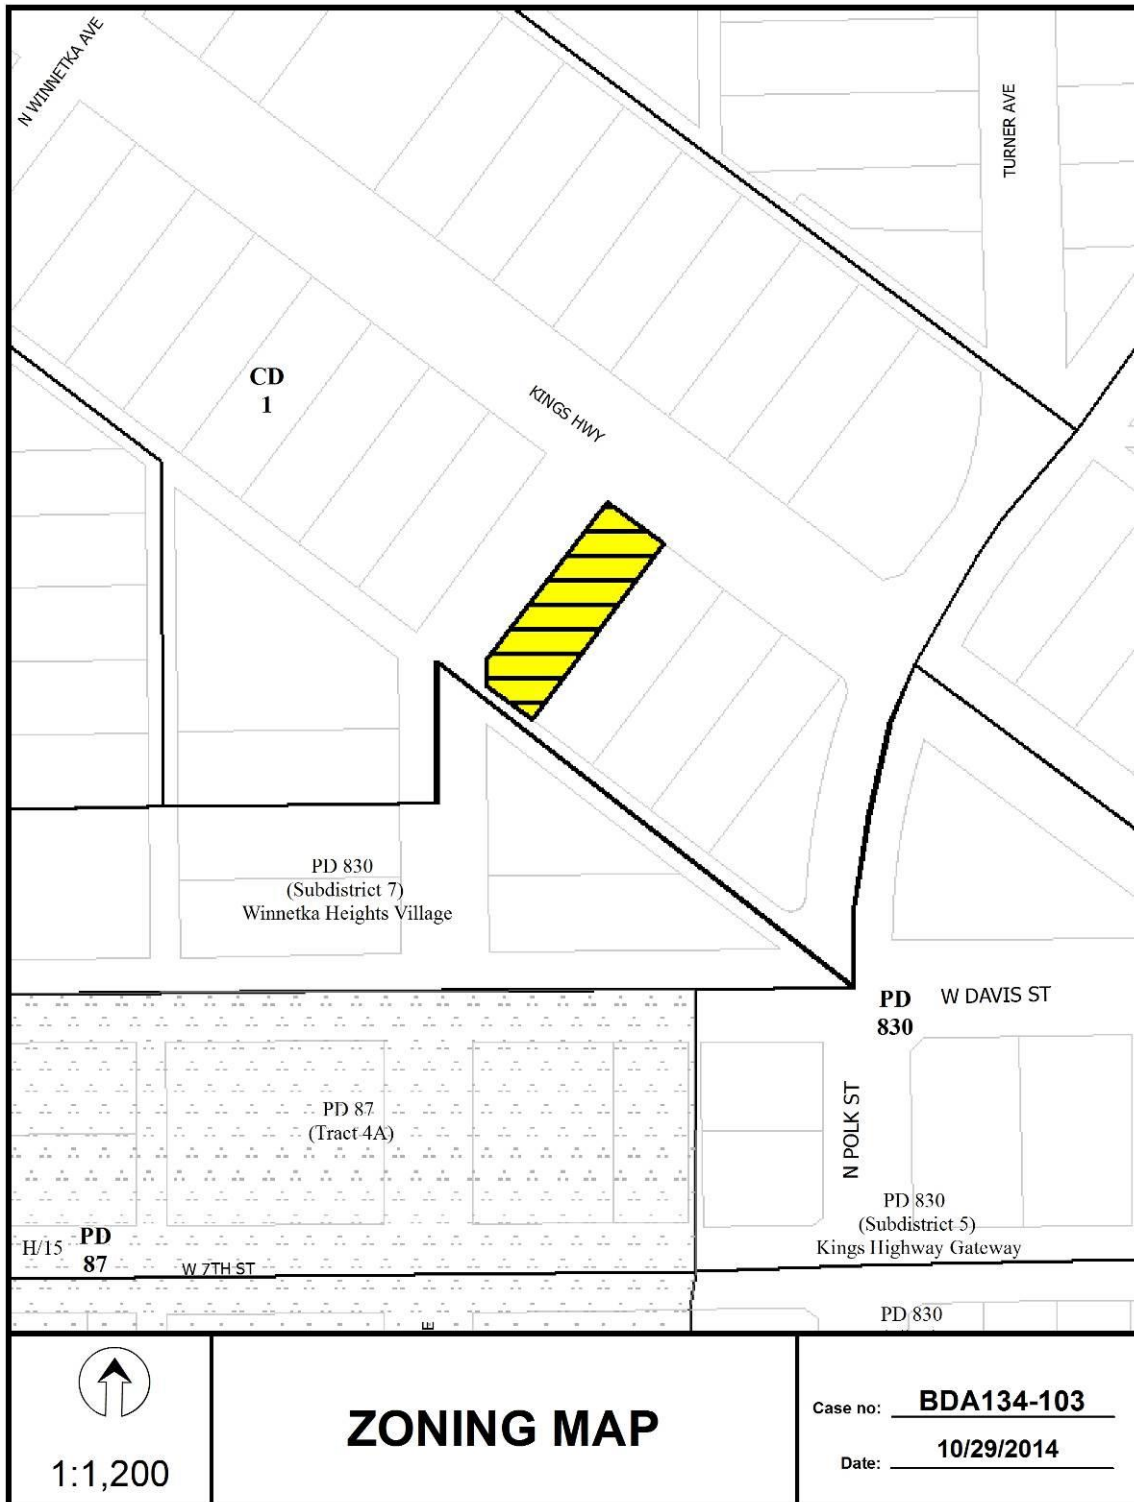 N WINNETKA AVE
TURNER AVE
CD
1
KINGS HWY
PD 830
(Subdistrict 7)
Winnetka Heights Village
PD
830
W DAVIS ST
PD 87
(Tract 4A)
N POLK ST
PD 830
(Subdistrict 5)
Kings Highway Gateway
H/15
PD
87
W 7TH ST
E
PD 830
1:1,200
ZONING MAP
Case no: BDA134-103
Date: 10/29/2014